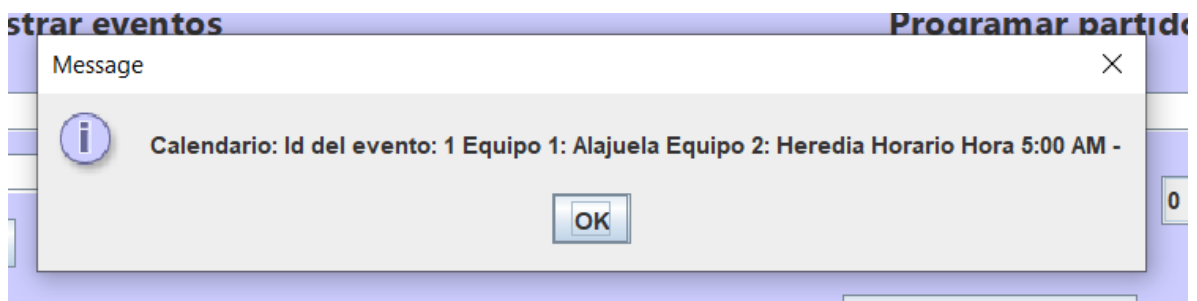 strar eventos
Programar partido
Message
Calendario: Id del evento: 1 Equipo 1: Alajuela Equipo 2: Heredia Horario Hora 5:00 AM -
OK
0